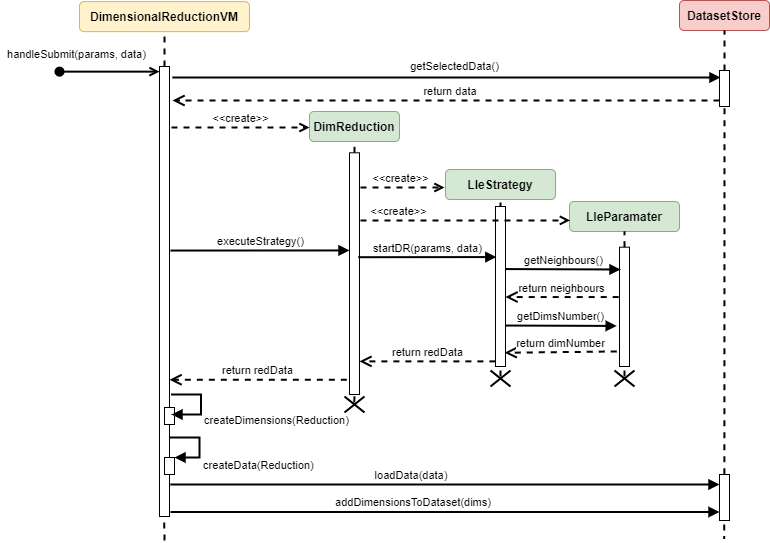 DimensionalReductionVM
DatasetStore
handleSubmit(params, data)
getSelectedData()
return data
<<create>>
DimReduction
<<create>>
LleStrategy
<<create>>
LleParamater
executeStrategy()
startDR(params, data)
getNeighbours()
return neighbours
getDimsNumber()
return dimNumber
return redData
return redData
createDimensions(Reduction)
createData(Reduction)
loadData(data)
addDimensionsToDataset(dims)